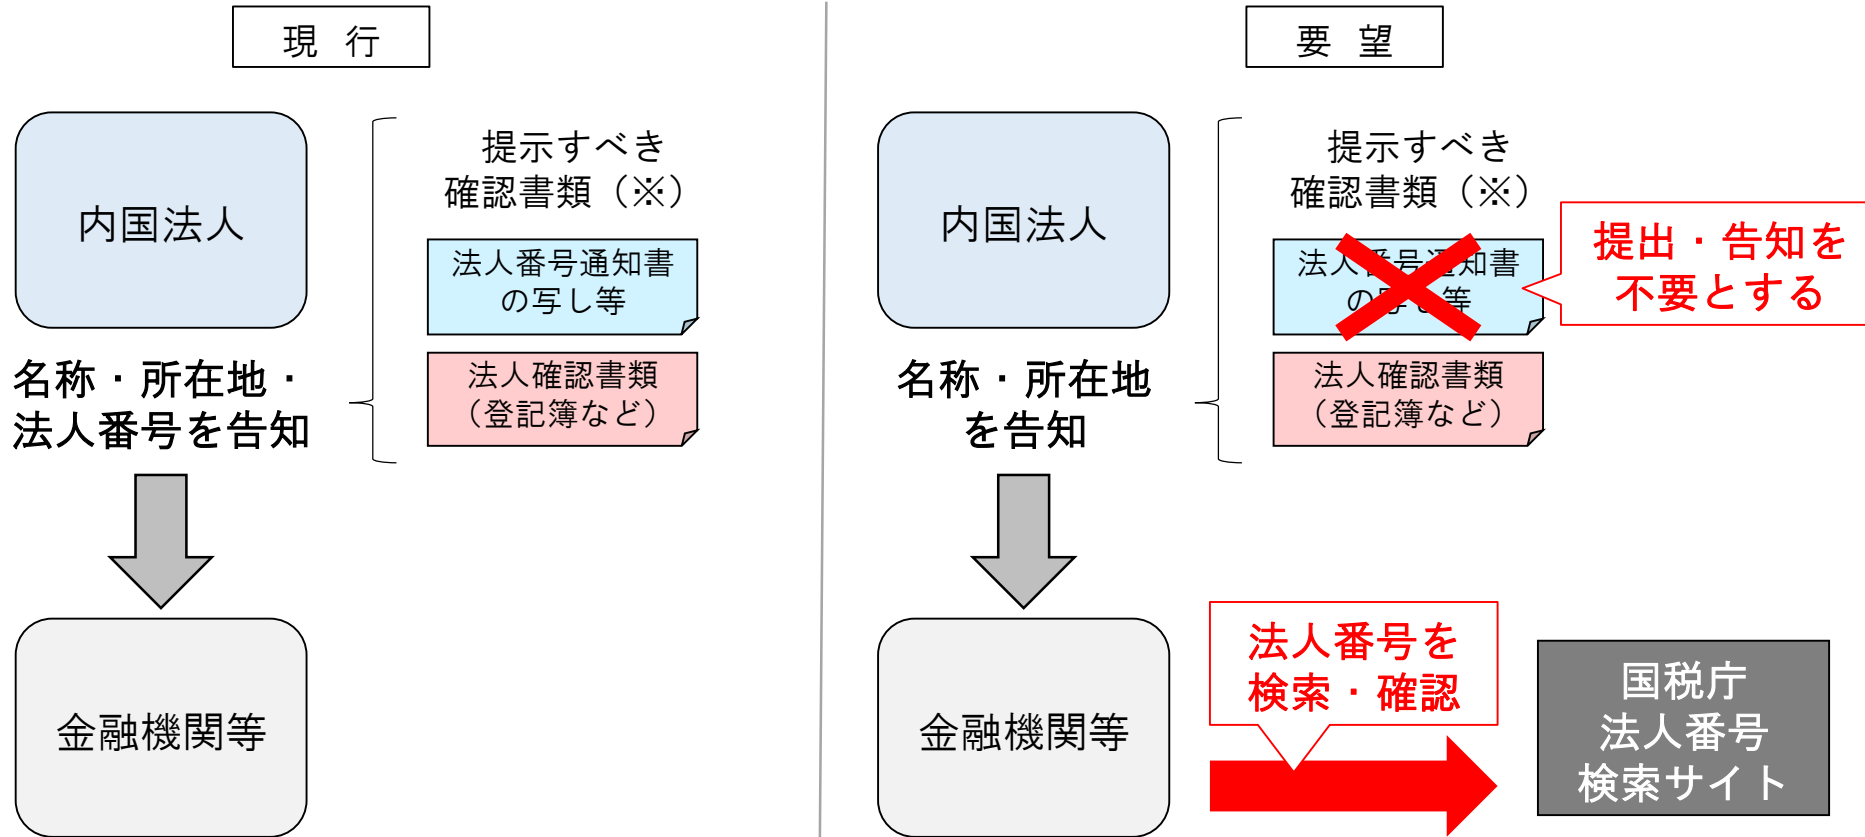 現 行
内国法人
提示すべき
確認書類（※）
法人番号通知書
の写し等
法人確認書類
（登記簿など）
名称・所在地・
法人番号を告知
金融機関等
要 望
内国法人
提示すべき
確認書類（※）
法人番号通知書
の写し等
提出・告知を
不要とする
法人確認書類
（登記簿など）
名称・所在地
を告知
金融機関等
法人番号を
検索・確認
国税庁
法人番号
検索サイト